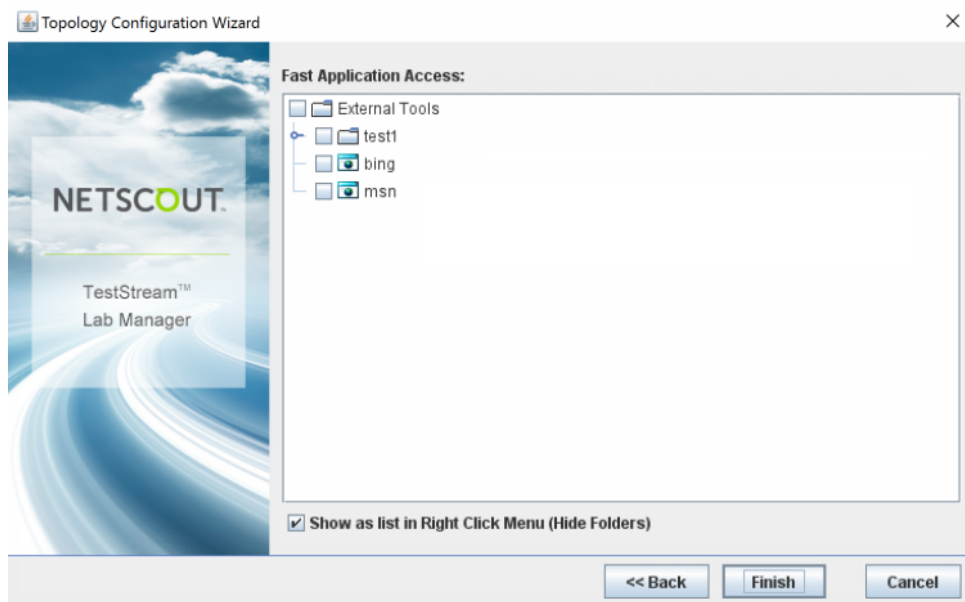 Topology Configuration Wizard
Fast Application Access:
External Tools
test1
bing
msn
NETSCOUT™
TestStream™
Lab Manager
Show as list in Right Click Menu (Hide Folders)
<< Back Finish Cancel